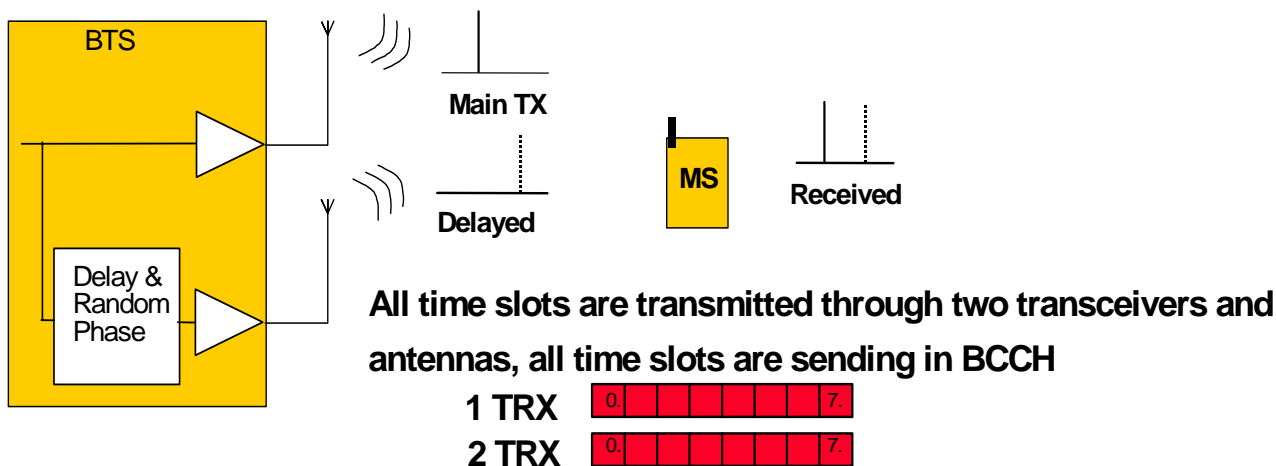 BTS
Main TX
MS
Received
Delayed
Delay &
Random
Phase
All time slots are transmitted through two transceivers and
antennas, all time slots are sending in BCCH
1 TRX 0. 7.
2 TRX 0. 7.